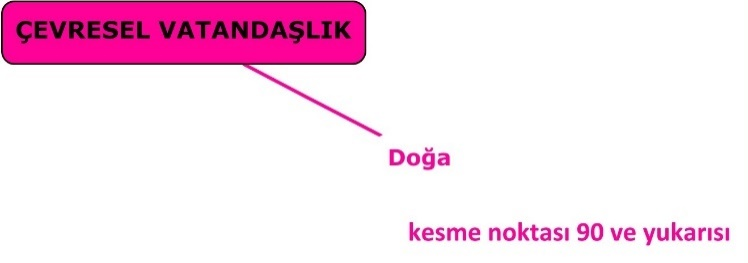 ÇEVRESEL VATANDAŞLIK
Doğa
kesme noktası 90 ve yukarısı